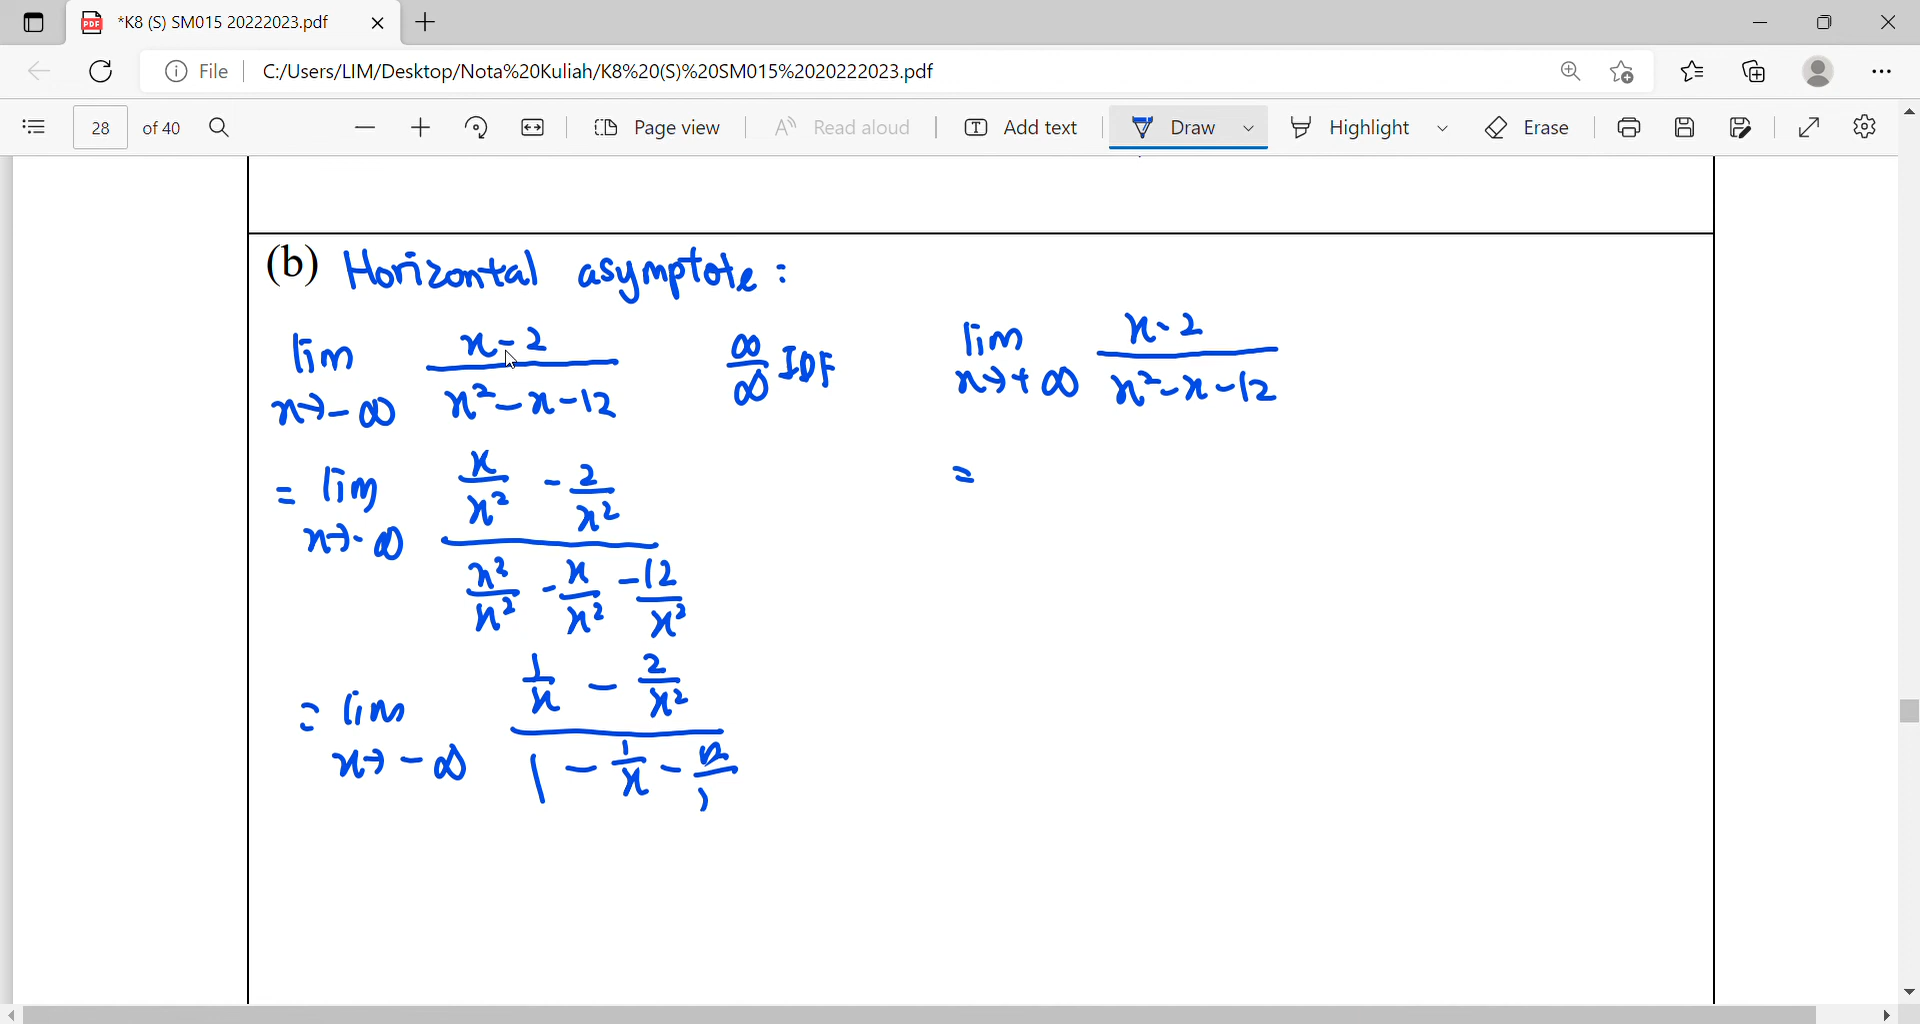 *K8 (S) SM015 20222023.pdf
File C:/Users/LIM/Desktop/Nota%20Kuliah/K8%20(S)%20SM015%2020222023.pdf
28 of 40 Page view Read aloud Add text Draw Highlight Erase
(b) Horizontal asymptote:
lim x→-∞ (x-2)/(x²-x-12) ∞/∞ IDF
= lim x→-∞ (x/x² - 2/x²)/(x²/x² - x/x² - 12/x²)
= lim x→-∞ (1/x - 2/x²)/(1 - 1/x - 12/
lim x→+∞ (x-2)/(x²-x-12)
=